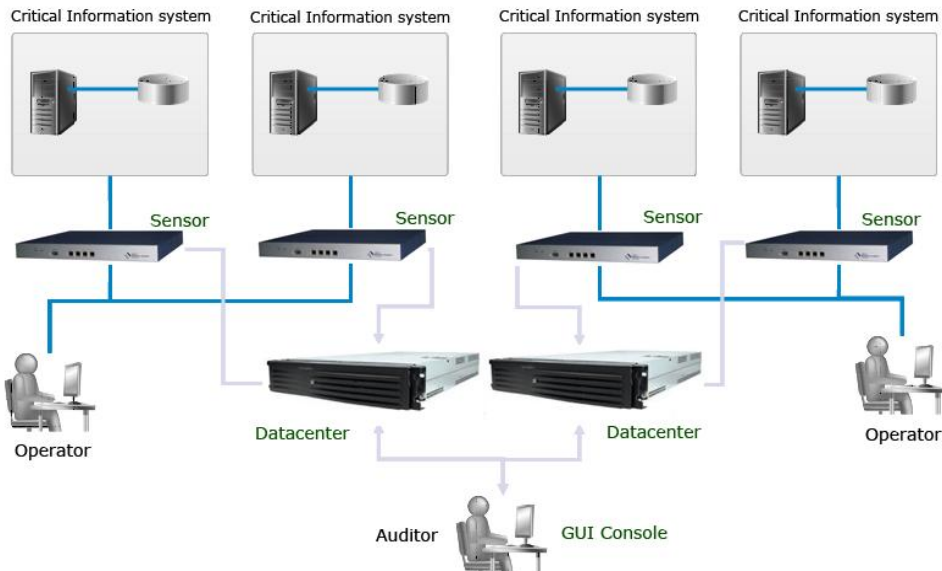 Critical Information system
Critical Information system
Critical Information system
Critical Information system
Sensor
Sensor
Sensor
Sensor
Datacenter
Datacenter
Operator
Operator
Auditor
GUI Console